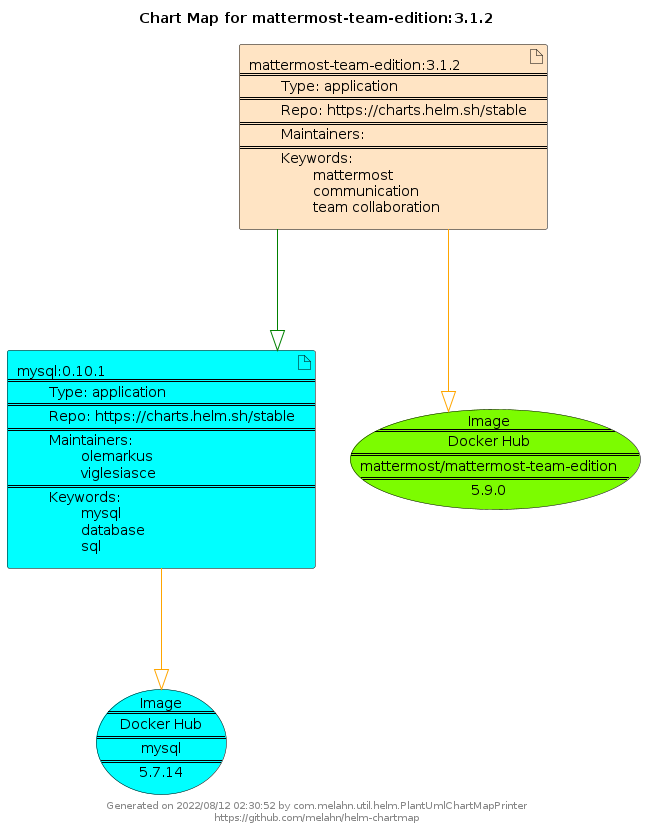 Chart Map for mattermost-team-edition:3.1.2
mattermost-team-edition:3.1.2
Type: application
Repo: https://charts.helm.sh/stable
Maintainers:
Keywords:
mattermost
communication
team collaboration
mysql:0.10.1
Type: application
Repo: https://charts.helm.sh/stable
Maintainers:
olemarkus
viglesiasce
Keywords:
mysql
database
sql
Image
Docker Hub
mattermost/mattermost-team-edition
5.9.0
Image
Docker Hub
mysql
5.7.14
Generated on 2022/08/12 02:30:52 by com.melahn.util.helm.PlantUmlChartMapPrinter
https://github.com/melahn/helm-chartmap